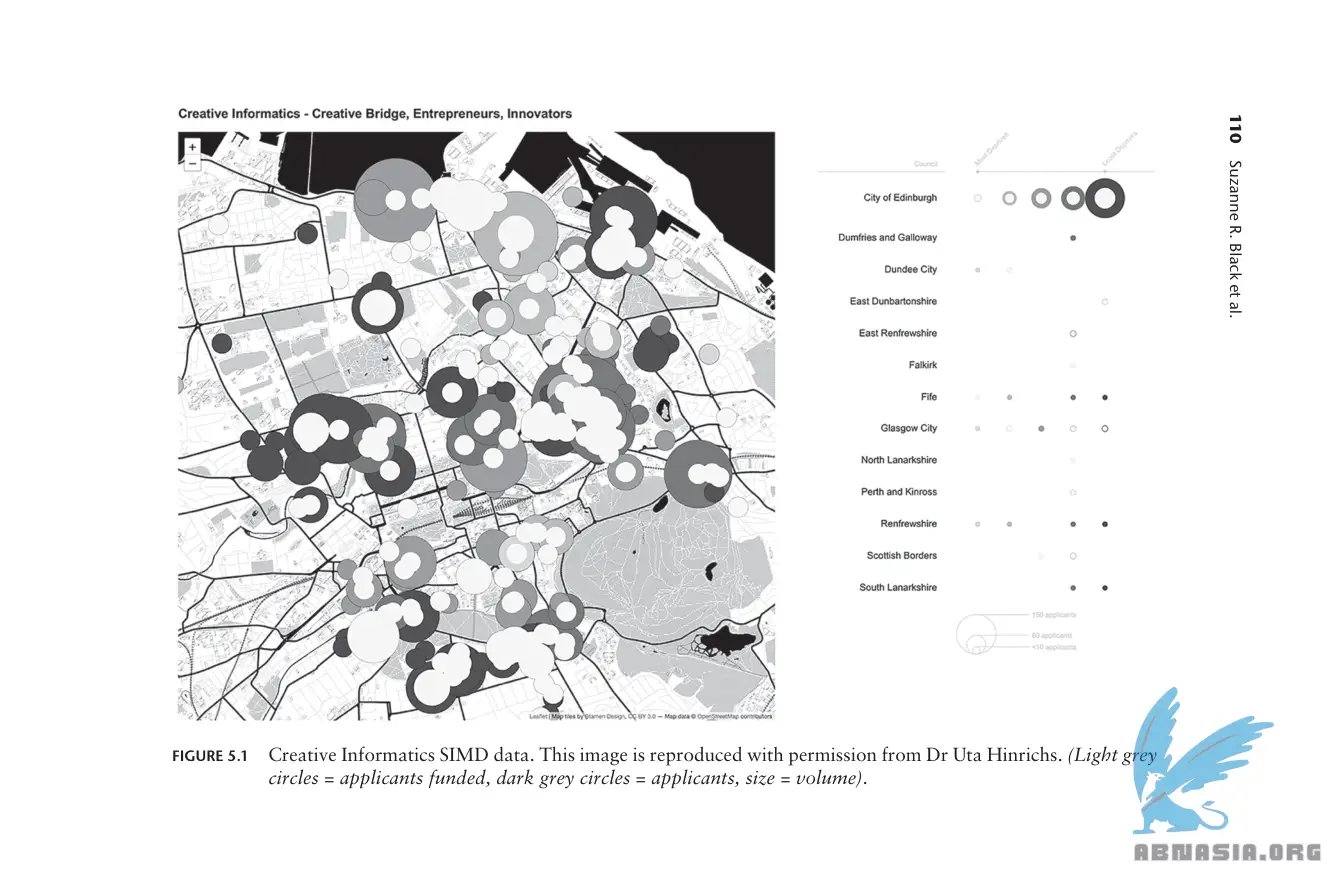 110 Suzanne R. Black et al.
Creative Informatics - Creative Bridge, Entrepreneurs, Innovators
+
−
Leaflet | Map tiles by Stamen Design, CC BY 3.0 — Map data © OpenStreetMap contributors
Council
Most Deprived
Least Deprived
City of Edinburgh
Dumfries and Galloway
Dundee City
East Dunbartonshire
East Renfrewshire
Falkirk
Fife
Glasgow City
North Lanarkshire
Perth and Kinross
Renfrewshire
Scottish Borders
South Lanarkshire
150 applicants
60 applicants
<10 applicants
FIGURE 5.1 Creative Informatics SIMD data. This image is reproduced with permission from Dr Uta Hinrichs. (Light grey
circles = applicants funded, dark grey circles = applicants, size = volume).
ABNASIA.ORG